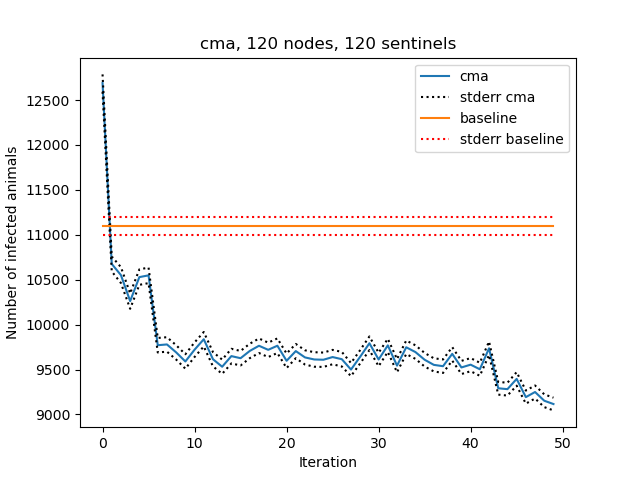 cma, 120 nodes, 120 sentinels
cma
stderr cma
baseline
stderr baseline
Number of infected animals
12500
12000
11500
11000
10500
10000
9500
9000
0 10 20 30 40 50
Iteration